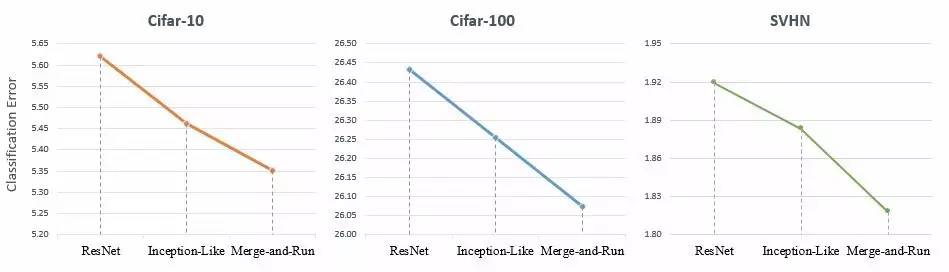 Cifar-10
Cifar-100
SVHN
Classification Error
5.65
5.60
5.55
5.50
5.45
5.40
5.35
5.30
5.25
5.20
ResNet
Inception-Like
Merge-and-Run
26.50
26.45
26.40
26.35
26.30
26.25
26.20
26.15
26.10
26.05
26.00
ResNet
Inception-Like
Merge-and-Run
1.95
1.92
1.89
1.86
1.83
1.80
ResNet
Inception-Like
Merge-and-Run